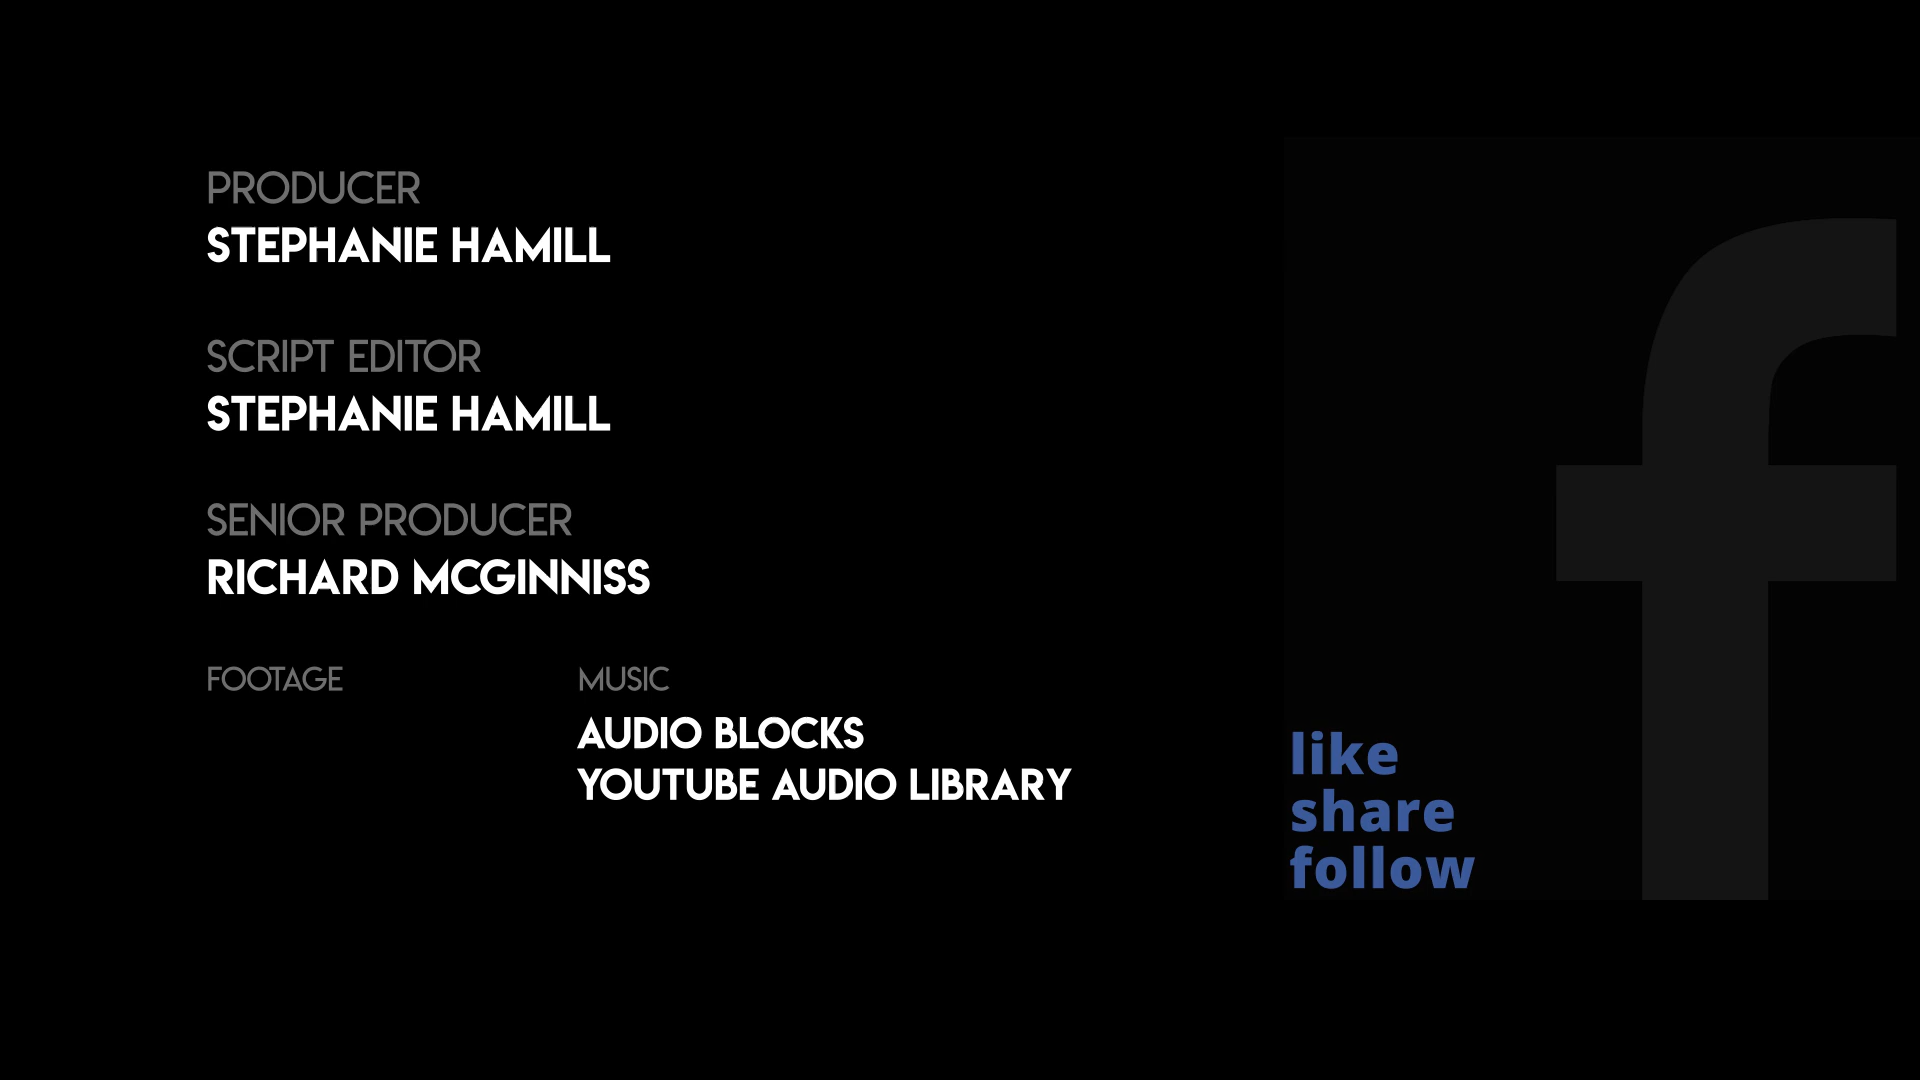 PRODUCER
STEPHANIE HAMILL
SCRIPT EDITOR
STEPHANIE HAMILL
SENIOR PRODUCER
RICHARD MCGINNISS
FOOTAGE
MUSIC
AUDIO BLOCKS
YOUTUBE AUDIO LIBRARY
like
share
follow
f